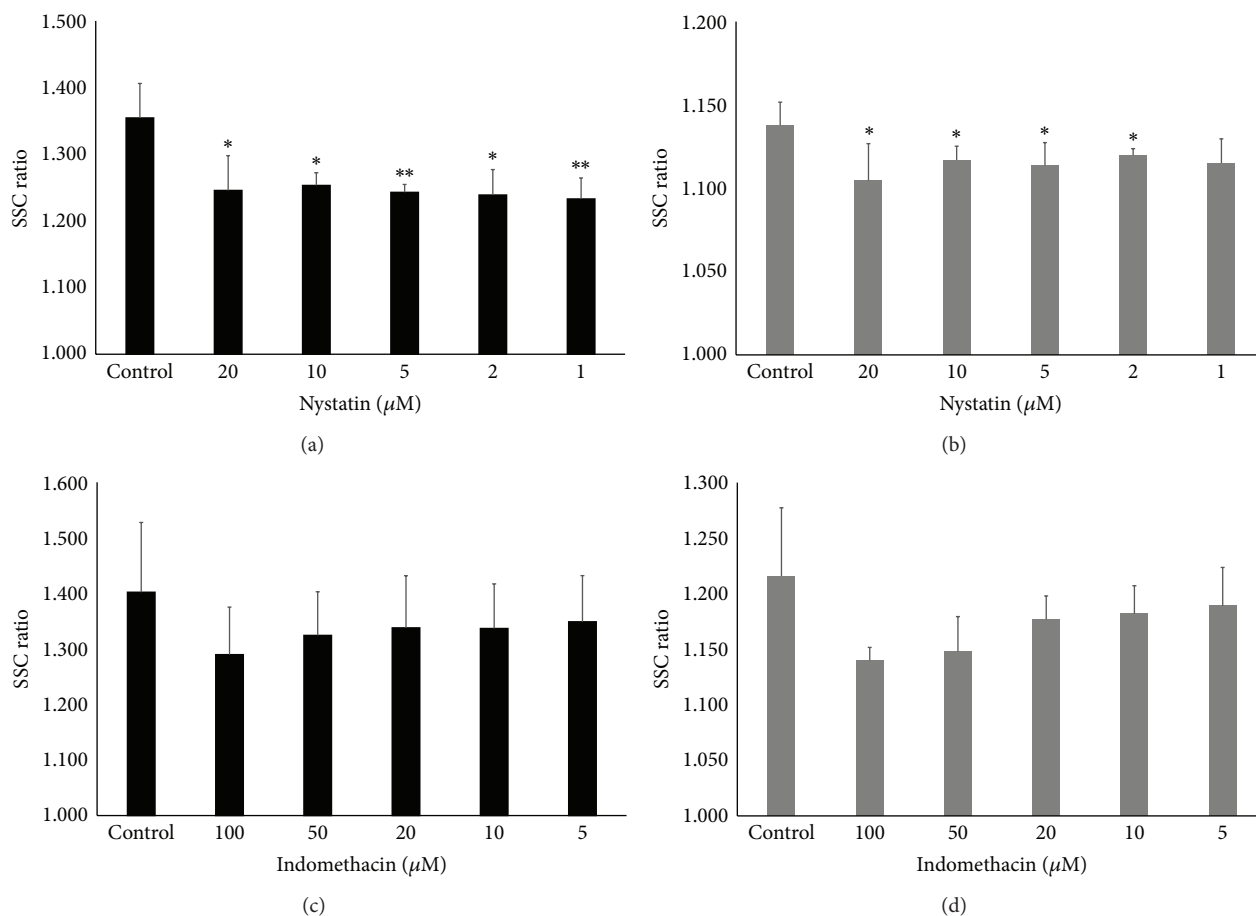 1.500
1.400
1.300
1.200
1.100
1.000
SSC ratio
*
*
**
*
**
Control 20 10 5 2 1
Nystatin (μM)
(a)
1.200
1.150
1.100
1.050
1.000
SSC ratio
*
*
*
*
Control 20 10 5 2 1
Nystatin (μM)
(b)
1.600
1.500
1.400
1.300
1.200
1.100
1.000
SSC ratio
Control 100 50 20 10 5
Indomethacin (μM)
(c)
1.300
1.250
1.200
1.150
1.100
1.050
1.000
SSC ratio
Control 100 50 20 10 5
Indomethacin (μM)
(d)